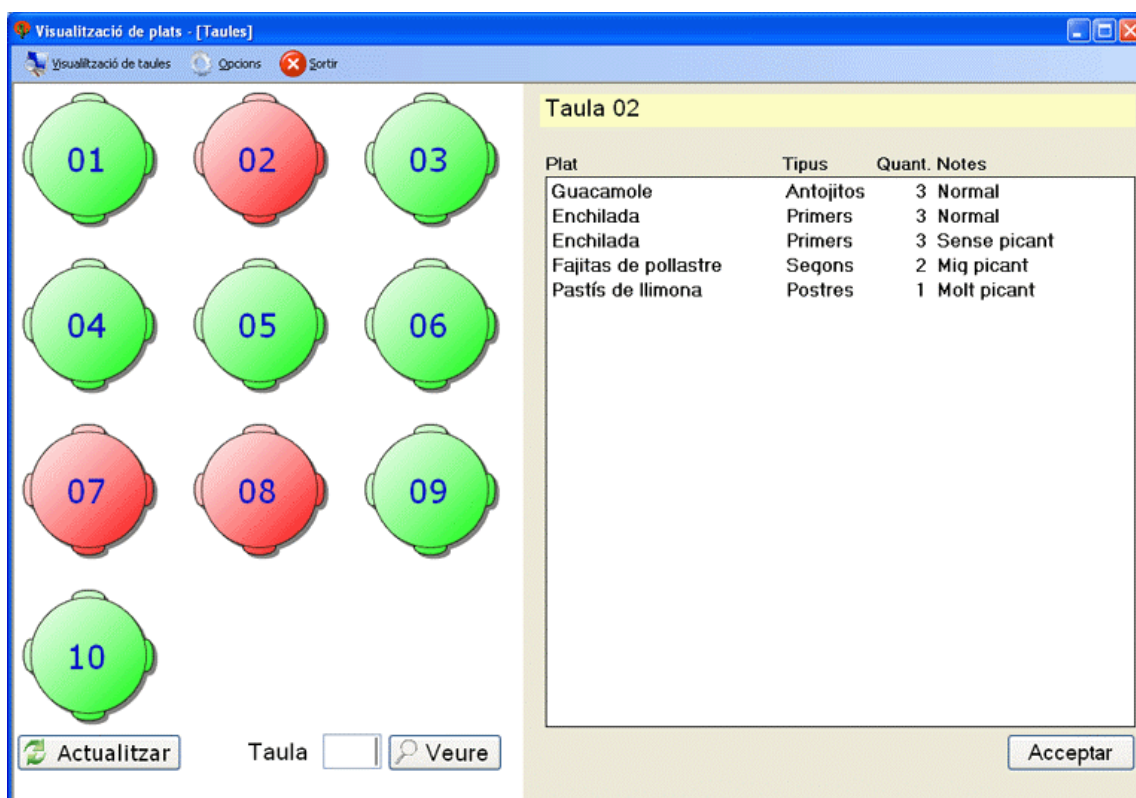 Visualització de plats - [Taules]
Visualització de taules Opcions Sortir
01 02 03
04 05 06
07 08 09
10
Actualitzar Taula Veure
Taula 02
Plat Tipus Quant. Notes
Guacamole Antojitos 3 Normal
Enchilada Primers 3 Normal
Enchilada Primers 3 Sense picant
Fajitas de pollastre Segons 2 Mig picant
Pastís de llimona Postres 1 Molt picant
Acceptar